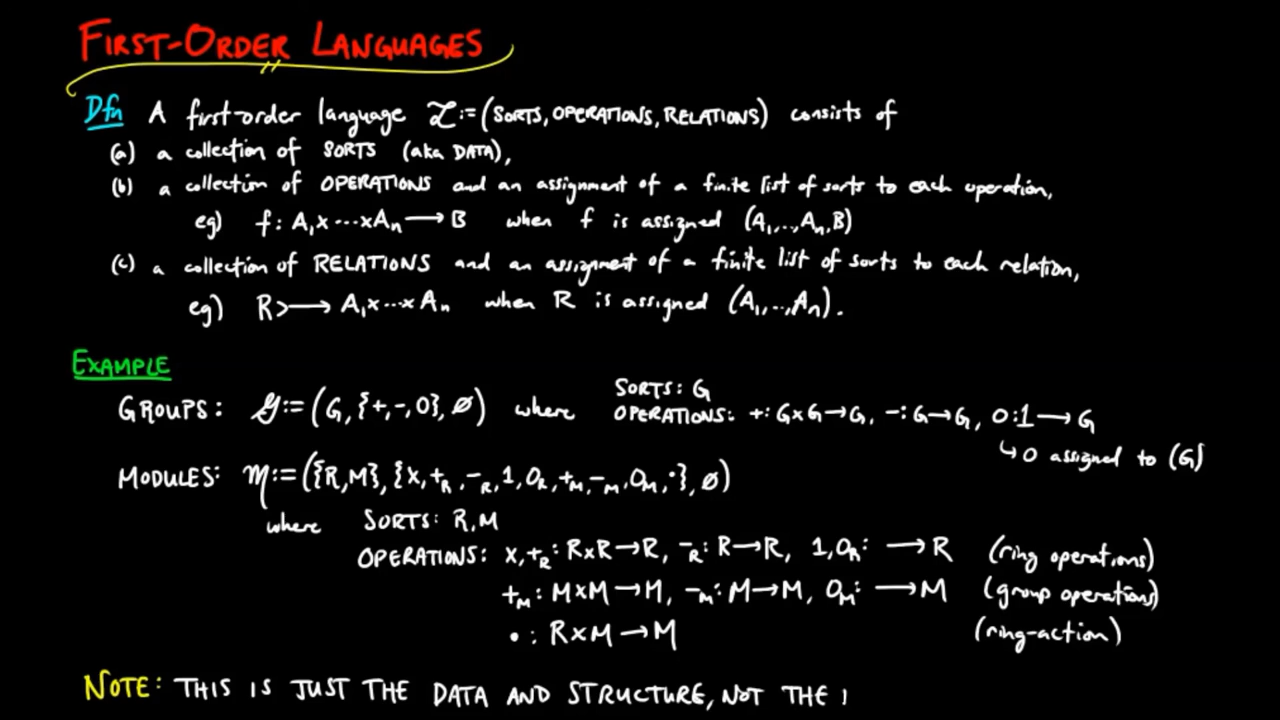 FIRST-ORDER LANGUAGES
Dfn A first-order language ℒ:=(SORTS, OPERATIONS, RELATIONS) consists of
(a) a collection of SORTS (aka DATA),
(b) a collection of OPERATIONS and an assignment of a finite list of sorts to each operation,
eg) f: A₁×⋯×Aₙ⟶B when f is assigned (A₁,..,Aₙ,B)
(c) a collection of RELATIONS and an assignment of a finite list of sorts to each relation,
eg) R>⟶ A₁×⋯×Aₙ when R is assigned (A₁,..,Aₙ).
EXAMPLE
GROUPS: 𝒢:=(G,{+,-,0},∅) where SORTS: G
OPERATIONS: +: G×G→G, -: G→G, 0:1⟶G
↳0 assigned to (G)
MODULES: ℳ:=({R,M},{×,+_R,-_R,1,0_R,+_M,-_M,0_M,·},∅)
where SORTS: R,M
OPERATIONS: ×,+_R: R×R→R, -_R: R→R, 1,0_R: ⟶R (ring operations)
+_M: M×M→M, -_M: M→M, 0_M: ⟶M (group operations)
·: R×M→M (ring-action)
NOTE: THIS IS JUST THE DATA AND STRUCTURE, NOT THE